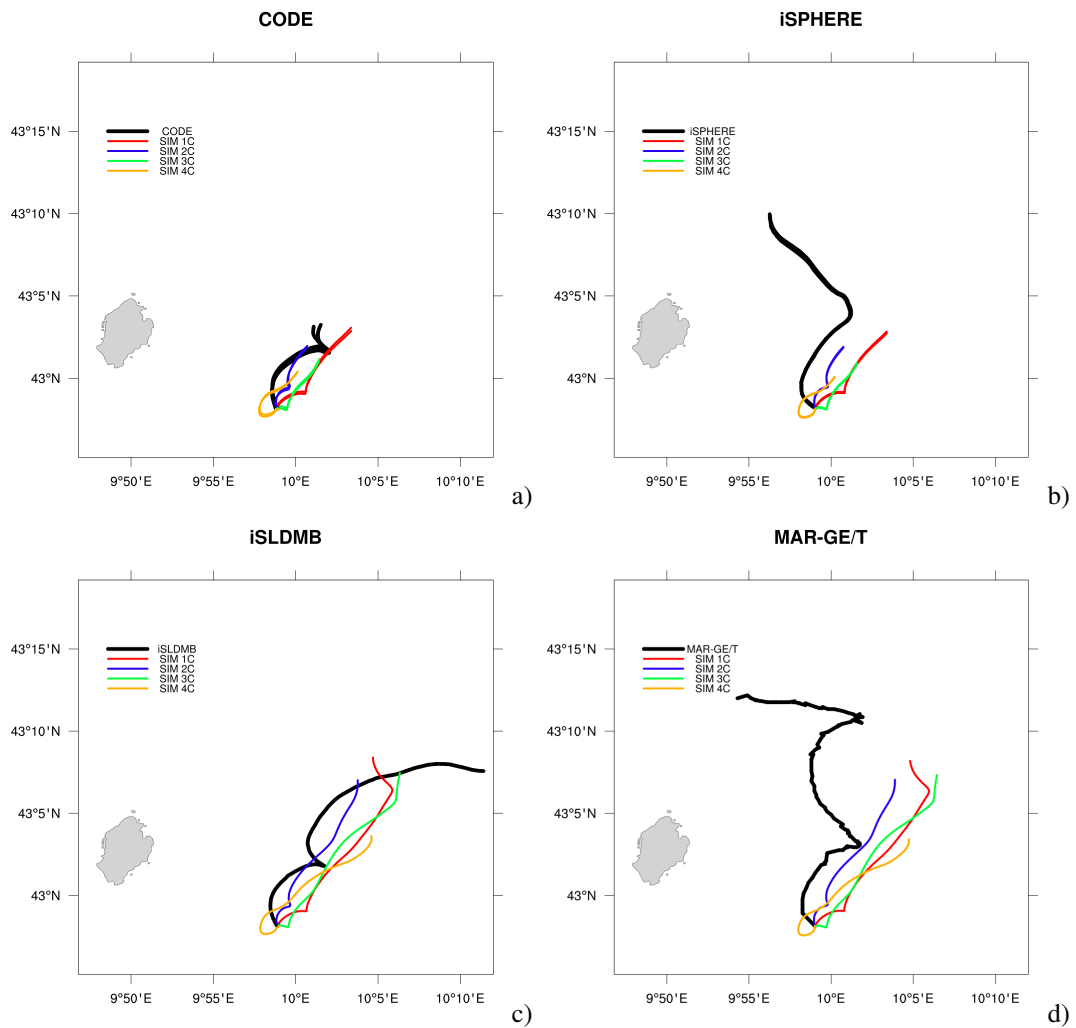 CODE
43°15'N
43°10'N
43°5'N
43°N
CODE
SIM 1C
SIM 2C
SIM 3C
SIM 4C
9°50'E 9°55'E 10°E 10°5'E 10°10'E
a)
iSPHERE
43°15'N
43°10'N
43°5'N
43°N
iSPHERE
SIM 1C
SIM 2C
SIM 3C
SIM 4C
9°50'E 9°55'E 10°E 10°5'E 10°10'E
b)
iSLDMB
43°15'N
43°10'N
43°5'N
43°N
iSLDMB
SIM 1C
SIM 2C
SIM 3C
SIM 4C
9°50'E 9°55'E 10°E 10°5'E 10°10'E
c)
MAR-GE/T
43°15'N
43°10'N
43°5'N
43°N
MAR-GE/T
SIM 1C
SIM 2C
SIM 3C
SIM 4C
9°50'E 9°55'E 10°E 10°5'E 10°10'E
d)